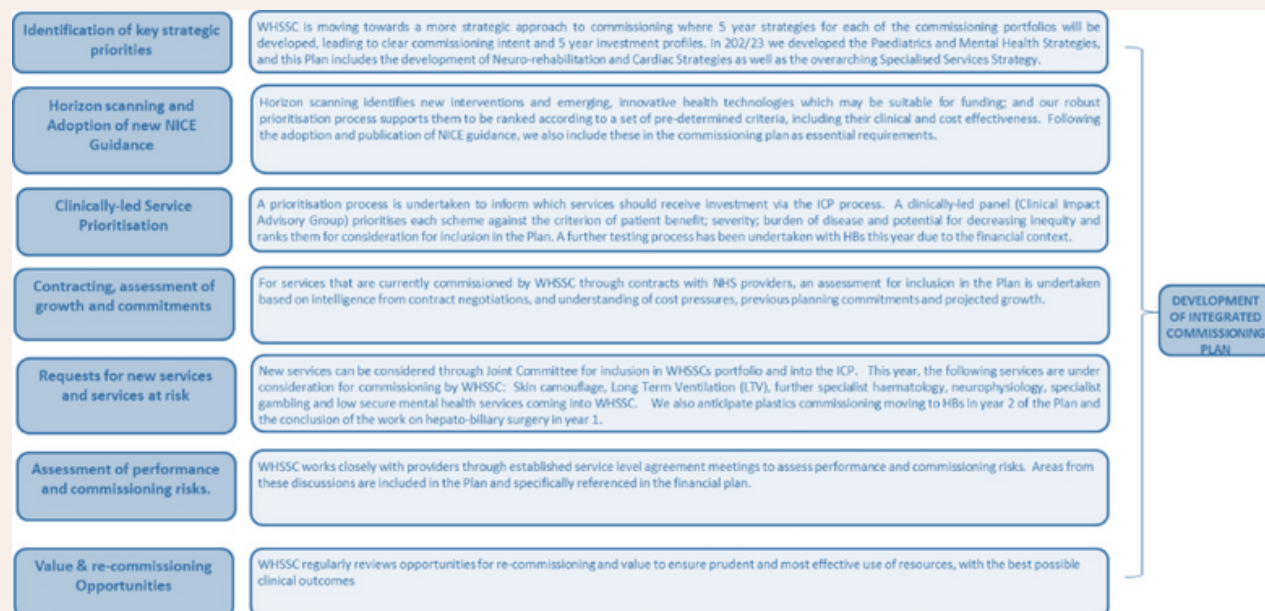 Identification of key strategic
priorities
WHSSC is moving towards a more strategic approach to commissioning where 5 year strategies for each of the commissioning portfolios will be
developed, leading to clear commissioning intent and 5 year investment profiles. In 202/23 we developed the Paediatrics and Mental Health Strategies,
and this Plan includes the development of Neuro-rehabilitation and Cardiac Strategies as well as the overarching Specialised Services Strategy.
Horizon scanning and
Adoption of new NICE
Guidance
Horizon scanning identifies new interventions and emerging, innovative health technologies which may be suitable for funding; and our robust
prioritisation process supports them to be ranked according to a set of pre-determined criteria, including their clinical and cost effectiveness. Following
the adoption and publication of NICE guidance, we also include these in the commissioning plan as essential requirements.
Clinically-led Service
Prioritisation
A prioritisation process is undertaken to inform which services should receive investment via the ICP process. A clinically-led panel (Clinical Impact
Advisory Group) prioritises each scheme against the criterion of patient benefit; severity; burden of disease and potential for decreasing inequity and
ranks them for consideration for inclusion in the Plan. A further testing process has been undertaken with HBs this year due to the financial context.
Contracting, assessment of
growth and commitments
For services that are currently commissioned by WHSSC through contracts with NHS providers, an assessment for inclusion in the Plan is undertaken
based on intelligence from contract negotiations, and understanding of cost pressures, previous planning commitments and projected growth.
Requests for new services
and services at risk
New services can be considered through Joint Committee for inclusion in WHSSCs portfolio and into the ICP. This year, the following services are under
consideration for commissioning by WHSSC: Skin camouflage, Long Term Ventilation (LTV), further specialist haematology, neurophysiology, specialist
gambling and low secure mental health services coming into WHSSC. We also anticipate plastics commissioning moving to HBs in year 2 of the Plan and
the conclusion of the work on hepato-biliary surgery in year 1.
Assessment of performance
and commissioning risks.
WHSSC works closely with providers through established service level agreement meetings to assess performance and commissioning risks. Areas from
these discussions are included in the Plan and specifically referenced in the financial plan.
Value & re-commissioning
Opportunities
WHSSC regularly reviews opportunities for re-commissioning and value to ensure prudent and most effective use of resources, with the best possible
clinical outcomes
DEVELOPMENT
OF INTEGRATED
COMMISSIONING
PLAN